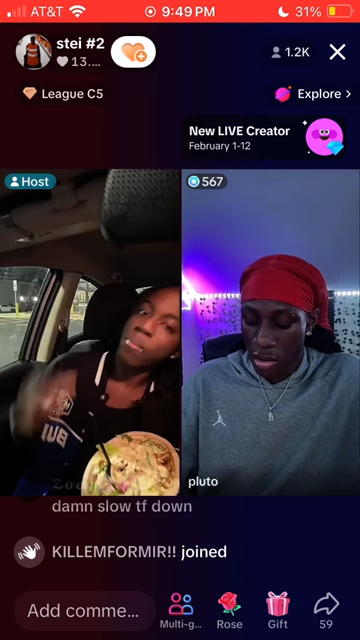 AT&T 9:49 PM 31%
stei #2
13....
1.2K
League C5
Explore >
New LIVE Creator
February 1-12
Host
567
pluto
damn slow tf down
KILLEMFORMIR!! joined
Add comme...
Multi-g...
Rose
Gift
59